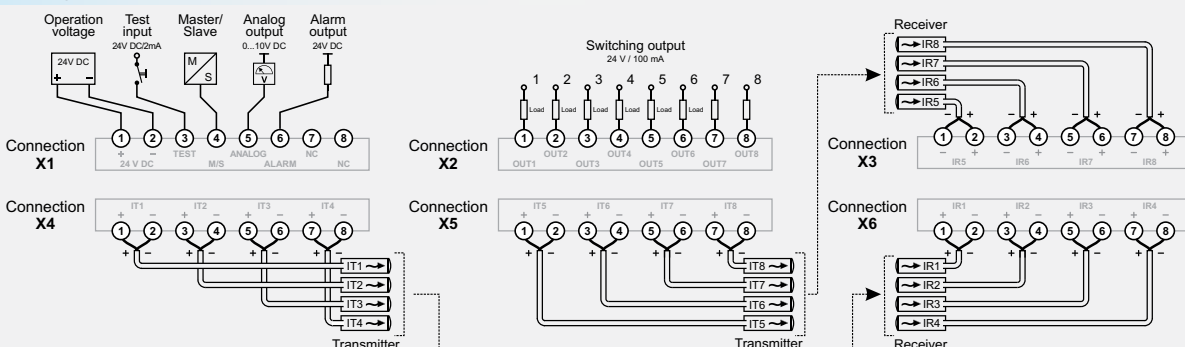 Operation voltage
Test input
24V DC/2mA
Master/ Slave
Analog output
0...10V DC
Alarm output
24V DC
24V DC
+ −
M S
V
Connection X1
1 2 3 4 5 6 7 8
+ − TEST ANALOG NC
24 V DC M/S ALARM NC
Switching output
24 V / 100 mA
1 2 3 4 5 6 7 8
Load Load Load Load Load Load
Connection X2
1 2 3 4 5 6 7 8
OUT2 OUT4 OUT6 OUT8
OUT1 OUT3 OUT5 OUT7
Receiver
IR8
IR7
IR6
IR5
− + − + − + − +
Connection X3
1 2 3 4 5 6 7 8
− + − + − + − +
IR5 IR6 IR7 IR8
Connection X4
IT1 IT2 IT3 IT4
+ − + − + − + −
1 2 3 4 5 6 7 8
+ − + − + − + −
IT1
IT2
IT3
IT4
Transmitter
Connection X5
IT5 IT6 IT7 IT8
+ − + − + − + −
1 2 3 4 5 6 7 8
+ − + − + − + −
IT8
IT7
IT6
IT5
Transmitter
Connection X6
IR1 IR2 IR3 IR4
+ − + − + − + −
1 2 3 4 5 6 7 8
+ − + − + − + −
IR1
IR2
IR3
IR4
Receiver